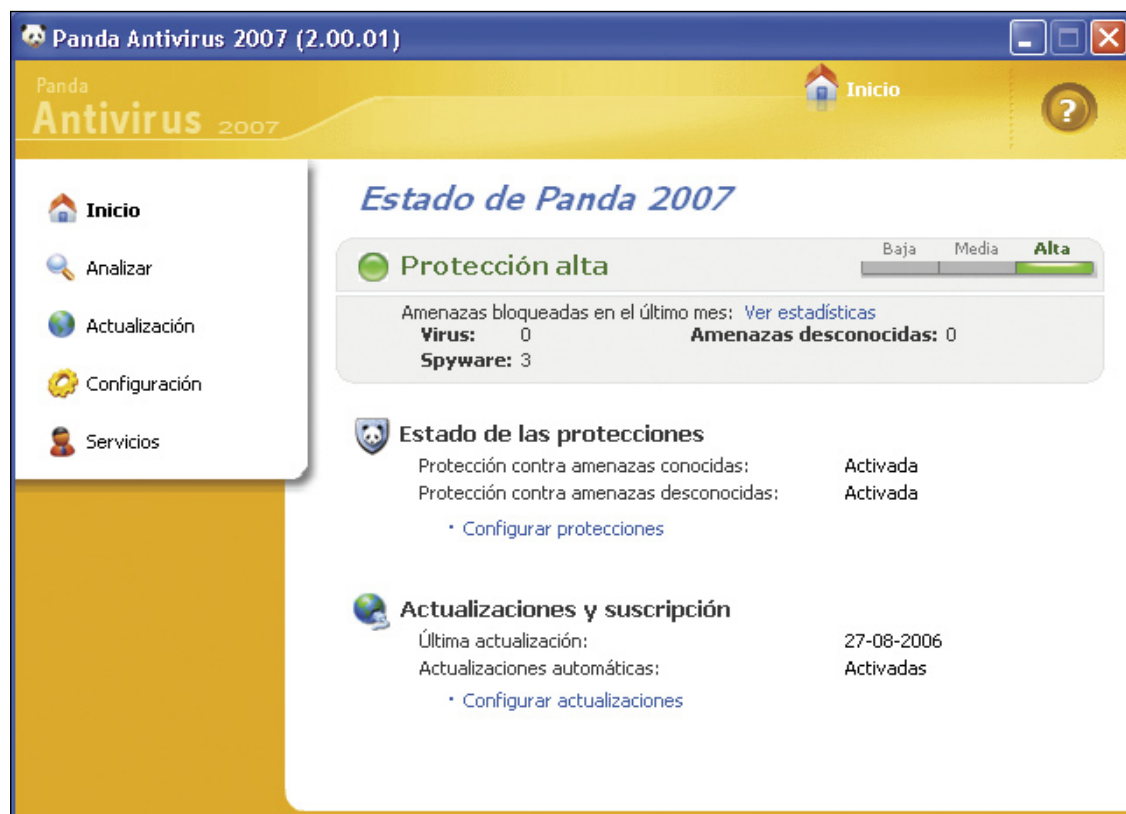 Panda Antivirus 2007 (2.00.01)
Panda
Antivirus 2007
Inicio
?
Inicio
Analizar
Actualización
Configuración
Servicios
Estado de Panda 2007
Protección alta
Baja Media Alta
Amenazas bloqueadas en el último mes: Ver estadísticas
Virus: 0 Amenazas desconocidas: 0
Spyware: 3
Estado de las protecciones
Protección contra amenazas conocidas: Activada
Protección contra amenazas desconocidas: Activada
· Configurar protecciones
Actualizaciones y suscripción
Última actualización: 27-08-2006
Actualizaciones automáticas: Activadas
· Configurar actualizaciones